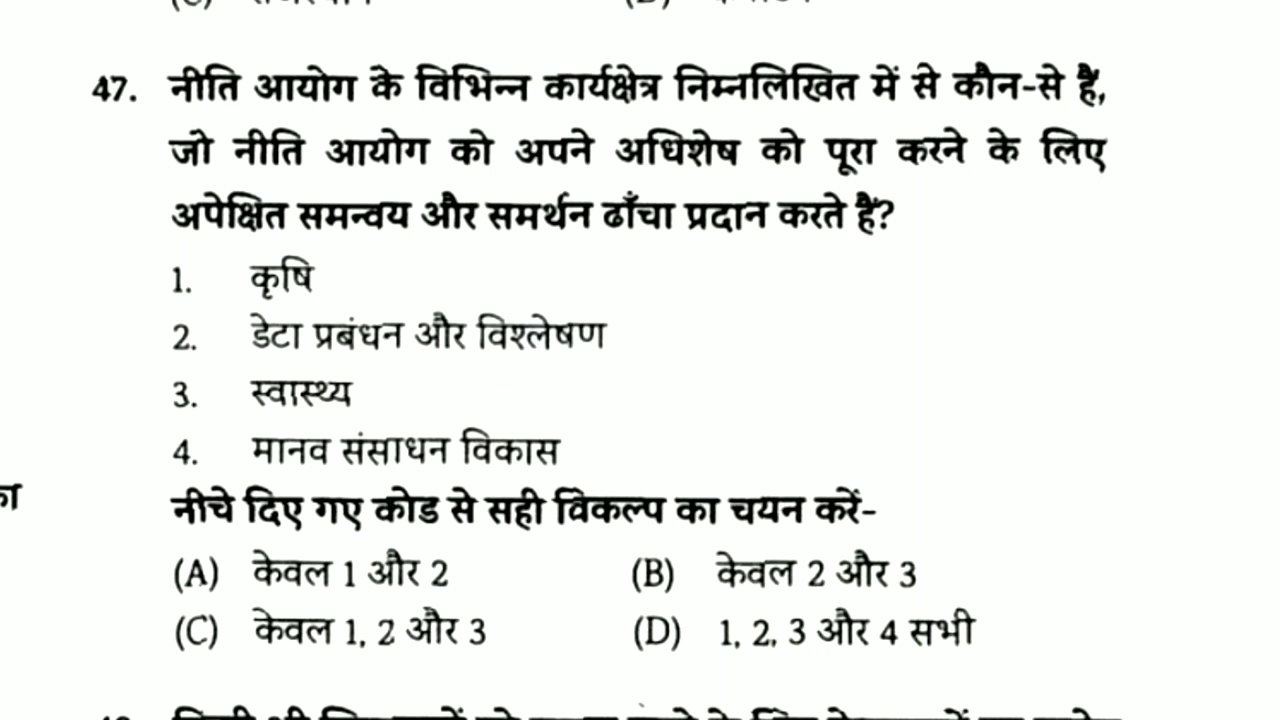 47. नीति आयोग के विभिन्न कार्यक्षेत्र निम्नलिखित में से कौन-से हैं,
जो नीति आयोग को अपने अधिशेष को पूरा करने के लिए
अपेक्षित समन्वय और समर्थन ढाँचा प्रदान करते हैं?
1. कृषि
2. डेटा प्रबंधन और विश्लेषण
3. स्वास्थ्य
4. मानव संसाधन विकास
नीचे दिए गए कोड से सही विकल्प का चयन करें-
(A) केवल 1 और 2 (B) केवल 2 और 3
(C) केवल 1, 2 और 3 (D) 1, 2, 3 और 4 सभी